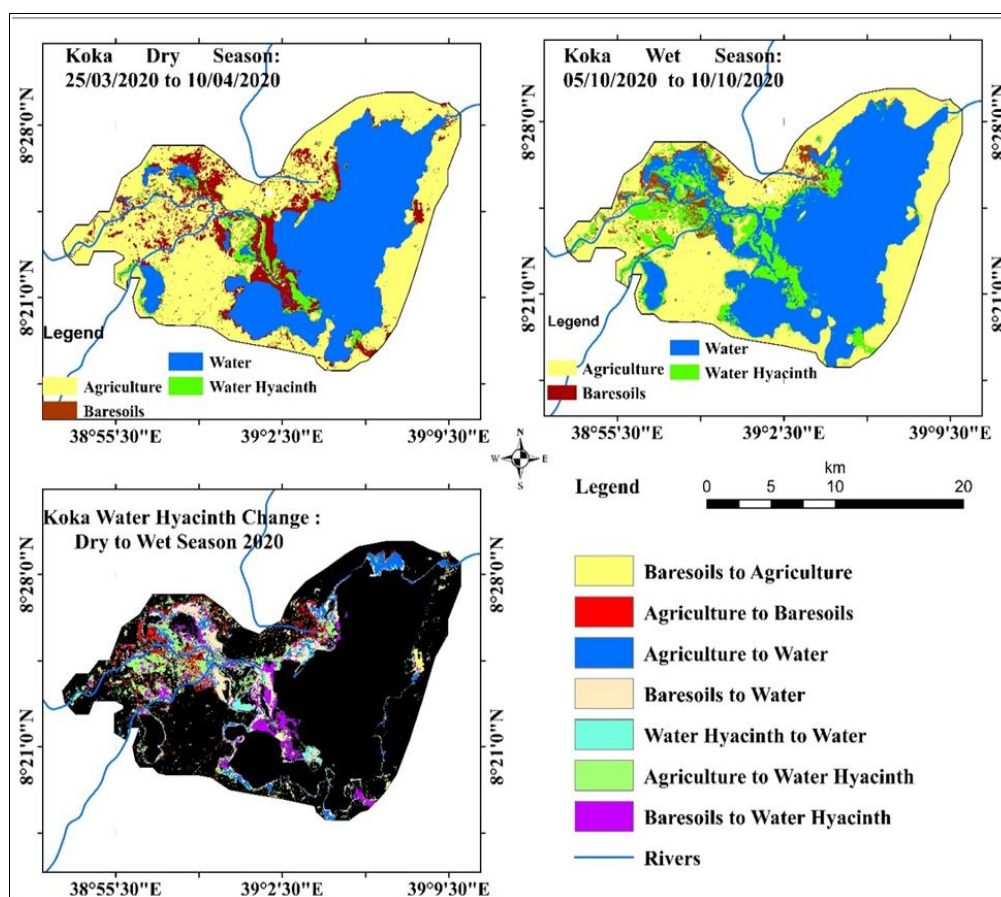 Koka Dry Season:
25/03/2020 to 10/04/2020
8°28'0"N
8°21'0"N
Legend
Water
Agriculture
Water Hyacinth
Baresoils
38°55'30"E
39°2'30"E
39°9'30"E
Koka Wet Season:
05/10/2020 to 10/10/2020
8°28'0"N
8°28'0"N
8°21'0"N
8°21'0"N
Legend
Water
Agriculture
Water Hyacinth
Baresoils
38°55'30"E
39°2'30"E
39°9'30"E
N
W E
S
Koka Water Hyacinth Change :
Dry to Wet Season 2020
8°28'0"N
8°28'0"N
8°21'0"N
8°21'0"N
38°55'30"E
39°2'30"E
39°9'30"E
km
Legend
0 5 10 20
Baresoils to Agriculture
Agriculture to Baresoils
Agriculture to Water
Baresoils to Water
Water Hyacinth to Water
Agriculture to Water Hyacinth
Baresoils to Water Hyacinth
Rivers